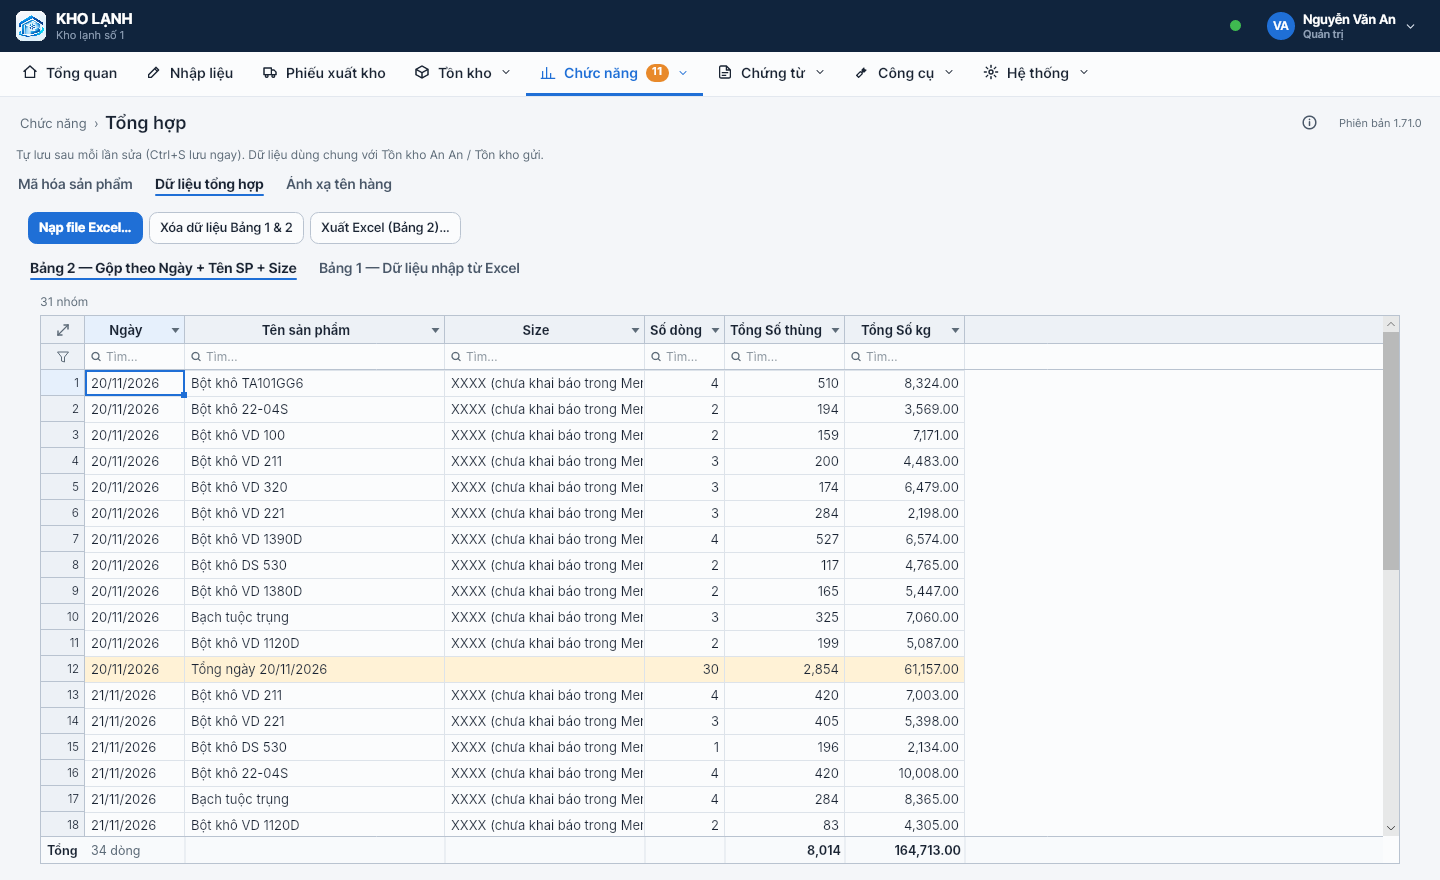 KHO LẠNH
Kho lạnh số 1
Nguyễn Văn An
VA
Quản trị
Tổng quan
Nhập liệu
Phiếu xuất kho
Tồn kho
Chức năng 11
Chứng từ
Công cụ
Hệ thống
Chức năng › Tổng hợp
Phiên bản 1.71.0
Tự lưu sau mỗi lần sửa (Ctrl+S lưu ngay). Dữ liệu dùng chung với Tồn kho An An / Tồn kho gửi.
Mã hóa sản phẩm Dữ liệu tổng hợp Ánh xạ tên hàng
Nạp file Excel... Xóa dữ liệu Bảng 1 & 2 Xuất Excel (Bảng 2)...
Bảng 2 — Gộp theo Ngày + Tên SP + Size Bảng 1 — Dữ liệu nhập từ Excel
31 nhóm
Ngày Tên sản phẩm Size Số dòng Tổng Số thùng Tổng Số kg
Tìm... Tìm... Tìm... Tìm... Tìm... Tìm...
1 20/11/2026 Bột khô TA101GG6 XXXX (chưa khai báo trong Mer 4 510 8,324.00
2 20/11/2026 Bột khô 22-04S XXXX (chưa khai báo trong Mer 2 194 3,569.00
3 20/11/2026 Bột khô VD 100 XXXX (chưa khai báo trong Mer 2 159 7,171.00
4 20/11/2026 Bột khô VD 211 XXXX (chưa khai báo trong Mer 3 200 4,483.00
5 20/11/2026 Bột khô VD 320 XXXX (chưa khai báo trong Mer 3 174 6,479.00
6 20/11/2026 Bột khô VD 221 XXXX (chưa khai báo trong Mer 3 284 2,198.00
7 20/11/2026 Bột khô VD 1390D XXXX (chưa khai báo trong Mer 4 527 6,574.00
8 20/11/2026 Bột khô DS 530 XXXX (chưa khai báo trong Mer 2 117 4,765.00
9 20/11/2026 Bột khô VD 1380D XXXX (chưa khai báo trong Mer 2 165 5,447.00
10 20/11/2026 Bạch tuộc trụng XXXX (chưa khai báo trong Mer 3 325 7,060.00
11 20/11/2026 Bột khô VD 1120D XXXX (chưa khai báo trong Mer 2 199 5,087.00
12 20/11/2026 Tổng ngày 20/11/2026 30 2,854 61,157.00
13 21/11/2026 Bột khô VD 211 XXXX (chưa khai báo trong Mer 4 420 7,003.00
14 21/11/2026 Bột khô VD 221 XXXX (chưa khai báo trong Mer 3 405 5,398.00
15 21/11/2026 Bột khô DS 530 XXXX (chưa khai báo trong Mer 1 196 2,134.00
16 21/11/2026 Bột khô 22-04S XXXX (chưa khai báo trong Mer 4 420 10,008.00
17 21/11/2026 Bạch tuộc trụng XXXX (chưa khai báo trong Mer 4 284 8,365.00
18 21/11/2026 Bột khô VD 1120D XXXX (chưa khai báo trong Mer 2 83 4,305.00
Tổng 34 dòng 8,014 164,713.00